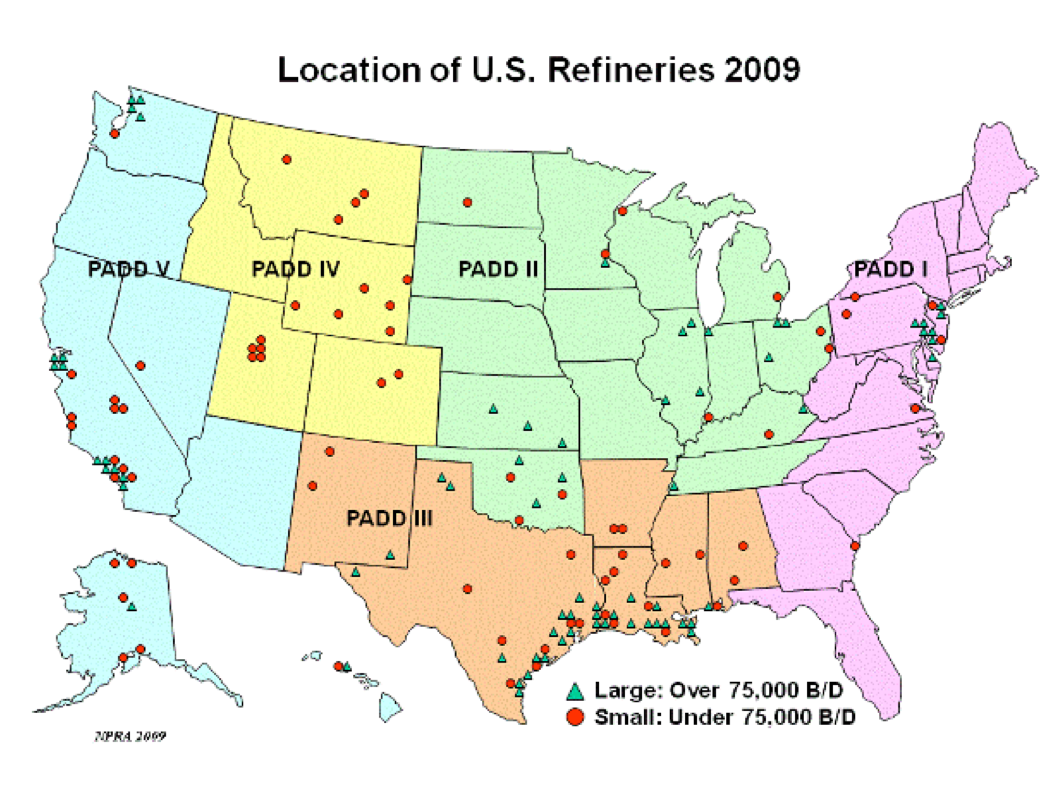 Location of U.S. Refineries 2009
PADD V
PADD IV
PADD II
PADD I
PADD III
Large: Over 75,000 B/D
Small: Under 75,000 B/D
NPRA 2009